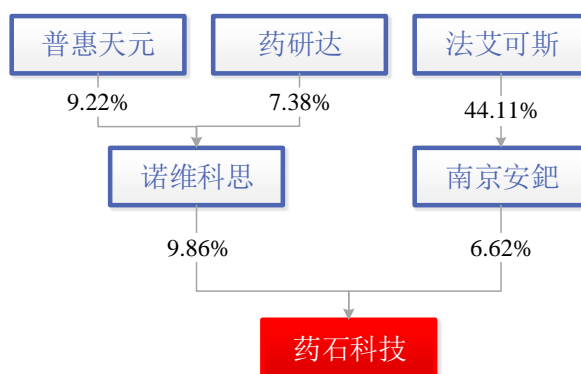 普惠天元
药研达
法艾可斯
9.22%
7.38%
44.11%
诺维科思
南京安鈀
9.86%
6.62%
药石科技